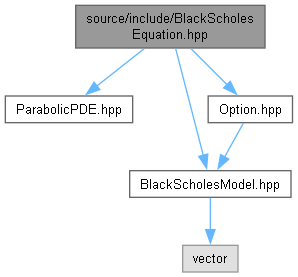 source/include/BlackScholes
Equation.hpp
ParabolicPDE.hpp
Option.hpp
BlackScholesModel.hpp
vector